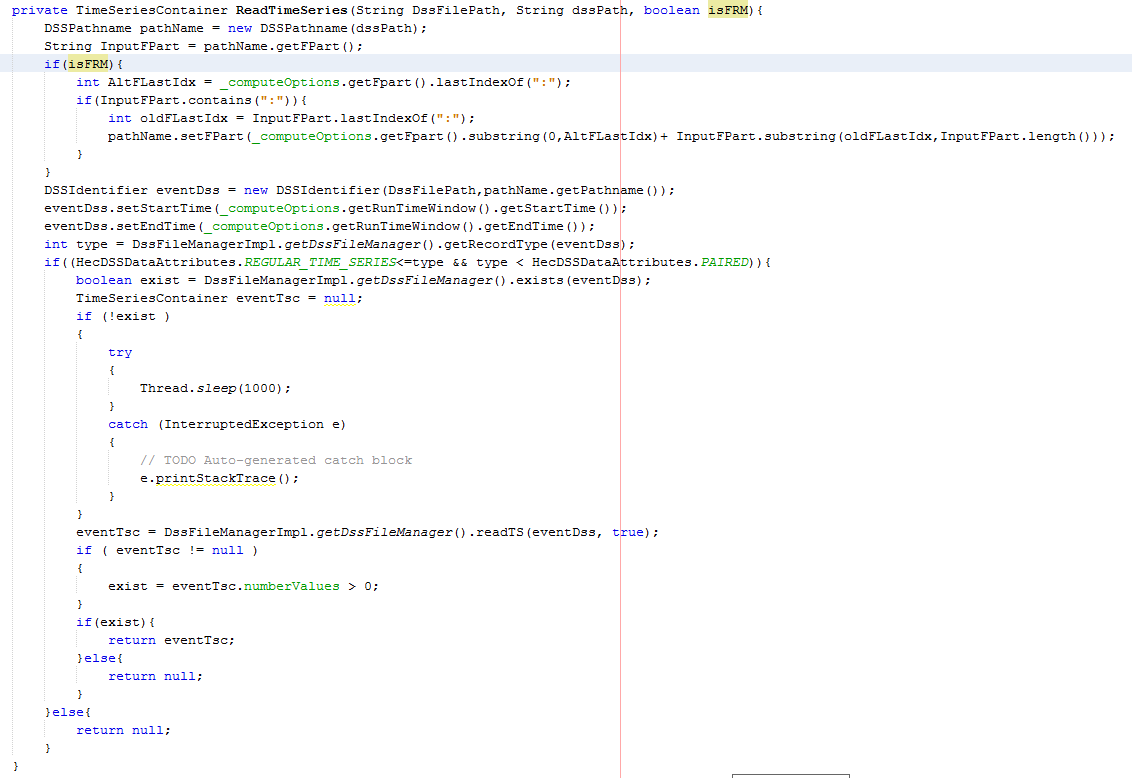 private TimeSeriesContainer ReadTimeSeries(String DssFilePath, String dssPath, boolean isFRM){
    DSSPathname pathName = new DSSPathname(dssPath);
    String InputFPart = pathName.getFPart();
    if(isFRM){
        int AltFLastIdx = _computeOptions.getFpart().lastIndexOf(":");
        if(InputFPart.contains(":")){
            int oldFLastIdx = InputFPart.lastIndexOf(":");
            pathName.setFPart(_computeOptions.getFpart().substring(0,AltFLastIdx)+ InputFPart.substring(oldFLastIdx,InputFPart.length()));
        }
    }
    DSSIdentifier eventDss = new DSSIdentifier(DssFilePath,pathName.getPathname());
    eventDss.setStartTime(_computeOptions.getRunTimeWindow().getStartTime());
    eventDss.setEndTime(_computeOptions.getRunTimeWindow().getEndTime());
    int type = DssFileManagerImpl.getDssFileManager().getRecordType(eventDss);
    if((HecDSSDataAttributes.REGULAR_TIME_SERIES<=type && type < HecDSSDataAttributes.PAIRED)){
        boolean exist = DssFileManagerImpl.getDssFileManager().exists(eventDss);
        TimeSeriesContainer eventTsc = null;
        if (!exist )
        {
            try
            {
                Thread.sleep(1000);
            }
            catch (InterruptedException e)
            {
                // TODO Auto-generated catch block
                e.printStackTrace();
            }
        }
        eventTsc = DssFileManagerImpl.getDssFileManager().readTS(eventDss, true);
        if ( eventTsc != null )
        {
            exist = eventTsc.numberValues > 0;
        }
        if(exist){
            return eventTsc;
        }else{
            return null;
        }
    }else{
        return null;
    }
}